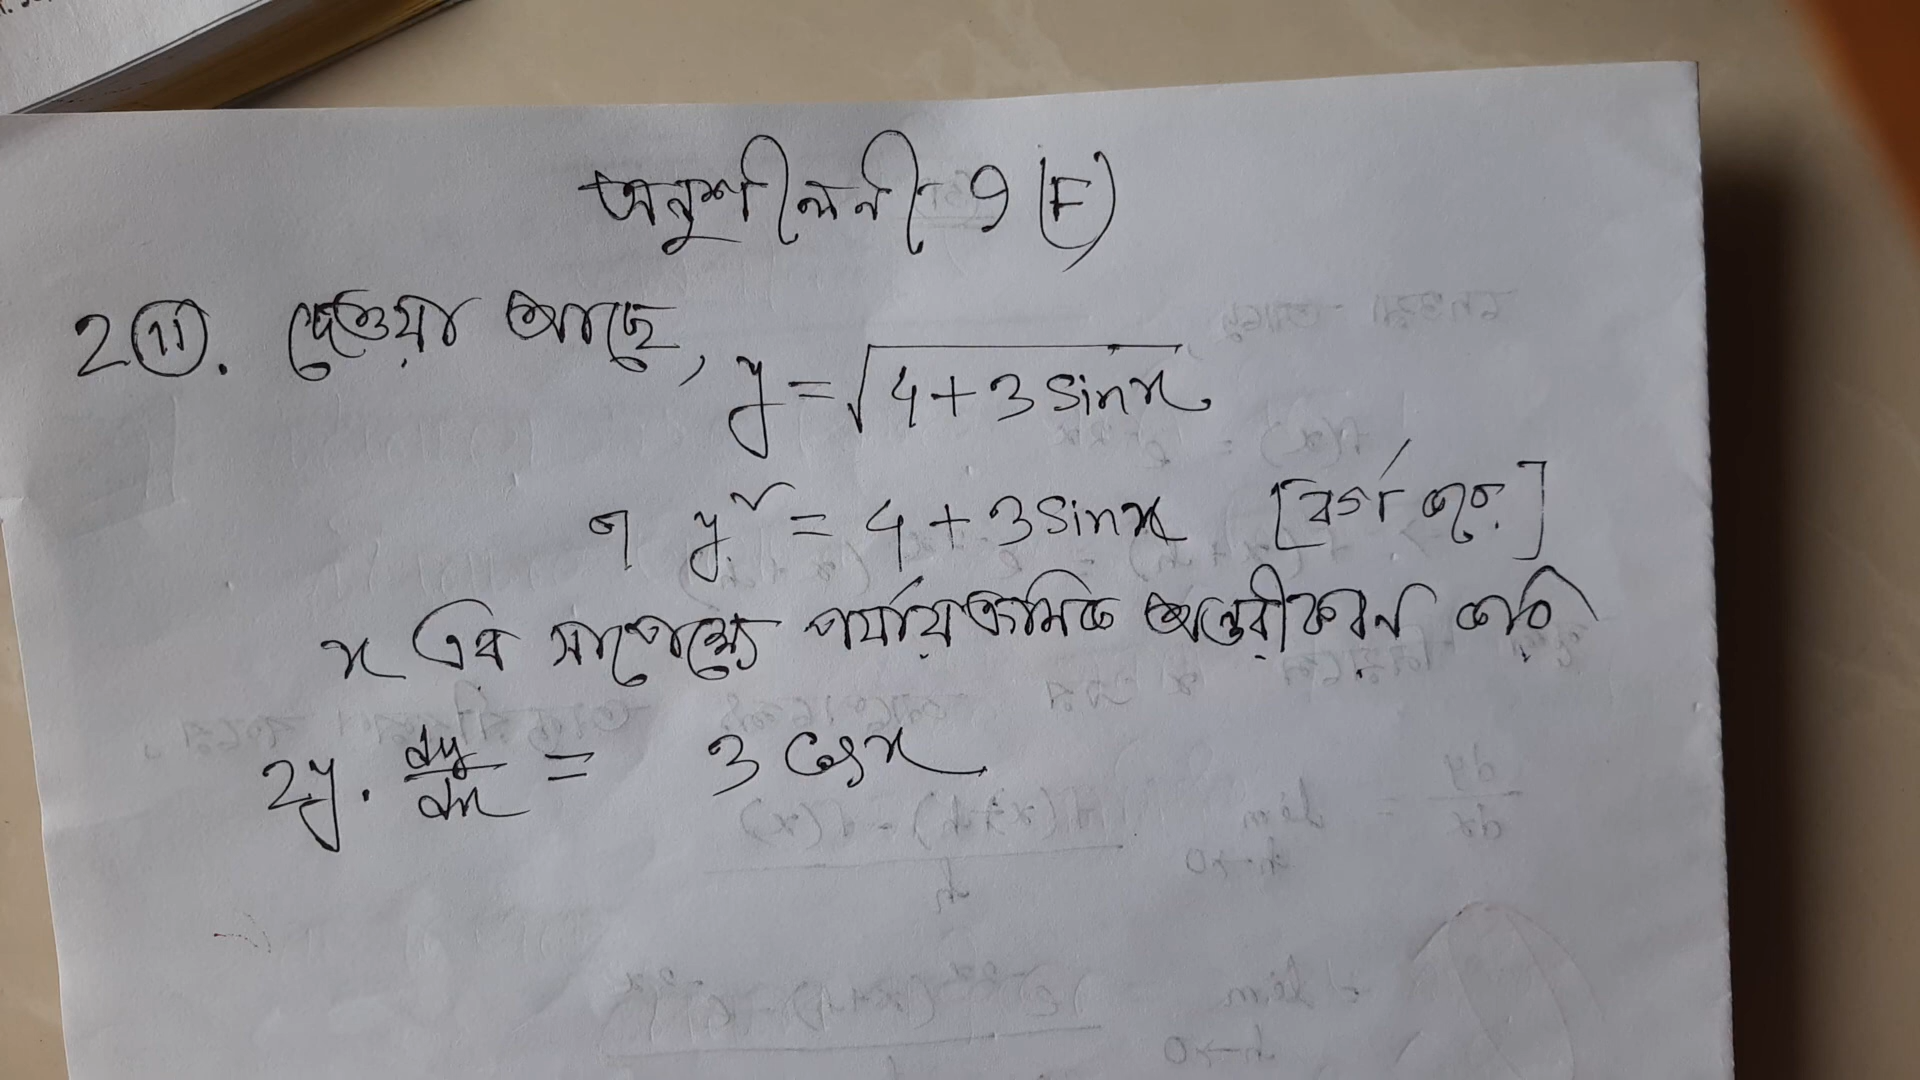 অনুশীলনী-9 (F)
2(11). দেওয়া আছে,
y = √4+3 sinx
বা y² = 4+3sinx [বর্গ করে]
x এর সাপেক্ষে পর্যায়ক্রমিক অন্তরীকরণ করি
2y. dy/dx = 3 cosx